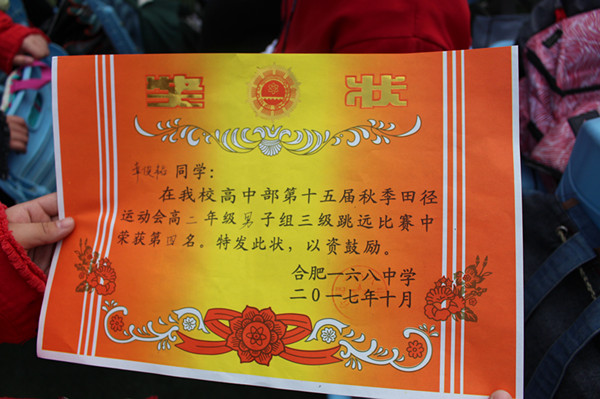 奖 状
章俊韬 同学：
在我校高中部第十五届秋季田径
运动会高二年级男子组三级跳远比赛中
荣获第四名。特发此状，以资鼓励。
合肥一六八中学
二〇一七年十月